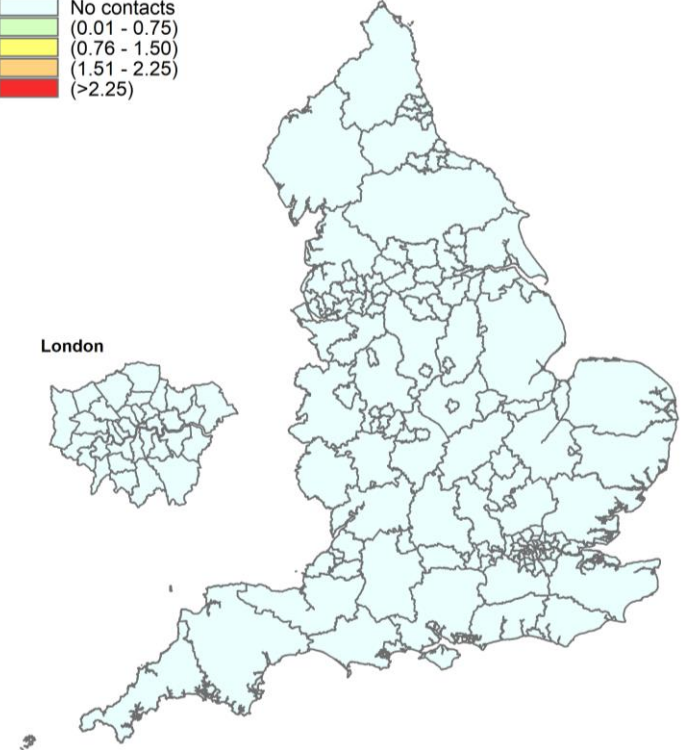 No contacts
(0.01 - 0.75)
(0.76 - 1.50)
(1.51 - 2.25)
(>2.25)
London